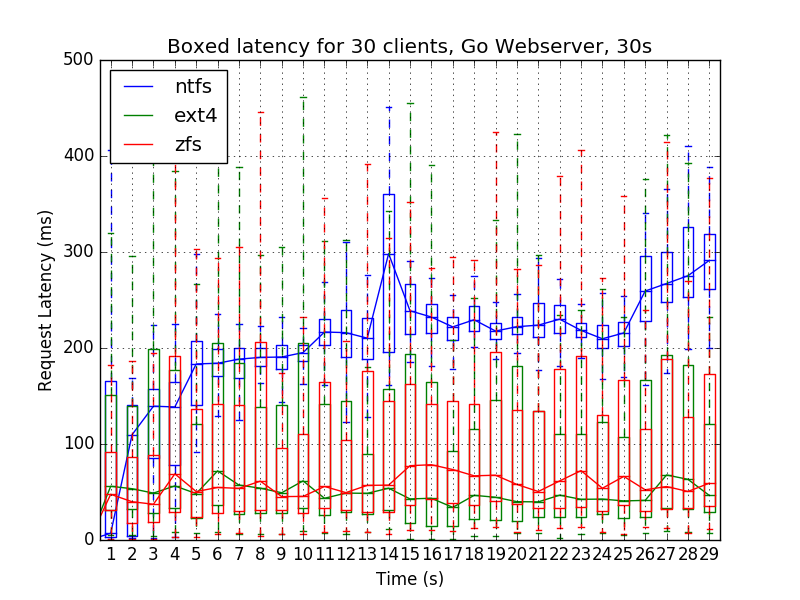 Boxed latency for 30 clients, Go Webserver, 30s
500
400
300
200
100
0
Request Latency (ms)
ntfs
ext4
zfs
1 2 3 4 5 6 7 8 9 10 11 12 13 14 15 16 17 18 19 20 21 22 23 24 25 26 27 28 29
Time (s)